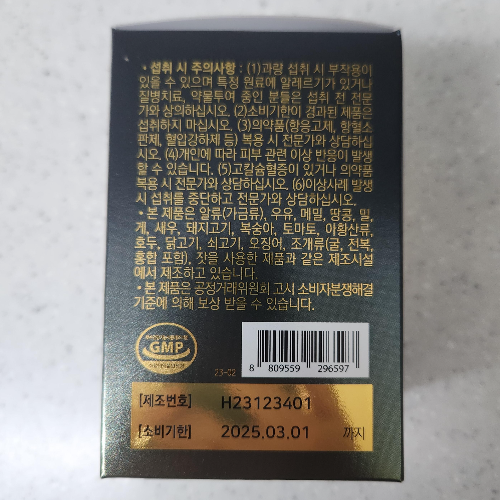 • 섭취 시 주의사항 : (1)과량 섭취 시 부작용이
있을 수 있으며 특정 원료에 알레르기가 있거나
질병치료, 약물투여 중인 분들은 섭취 전 전문
가와 상의하십시오. (2)소비기한이 경과된 제품은
섭취하지 마십시오. (3)의약품(항응고제, 항혈소
판제, 혈압강하제 등) 복용 시 전문가와 상담하십
시오. (4)개인에 따라 피부 관련 이상 반응이 발생
할 수 있습니다. (5)고칼슘혈증이 있거나 의약품
복용 시 전문가와 상담하십시오. (6)이상사례 발생
시 섭취를 중단하고 전문가와 상담하십시오.
• 본 제품은 알류(가금류), 우유, 메밀, 땅콩, 밀,
게, 새우, 돼지고기, 복숭아, 토마토, 아황산류,
호두, 닭고기, 쇠고기, 오징어, 조개류(굴, 전복,
홍합 포함), 잣을 사용한 제품과 같은 제조시설
에서 제조하고 있습니다.
• 본 제품은 공정거래위원회 고시 소비자분쟁해결
기준에 의해 보상 받을 수 있습니다.
GMP
23-02
8 809559 296597
[제조번호] H23123401
[소비기한] 2025.03.01 까지